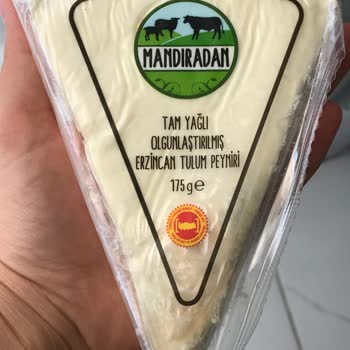 MANDIRADAN
TAM YAĞLI
OLGUNLAŞTIRILMIŞ
ERZİNCAN TULUM PEYNİRİ
175g℮